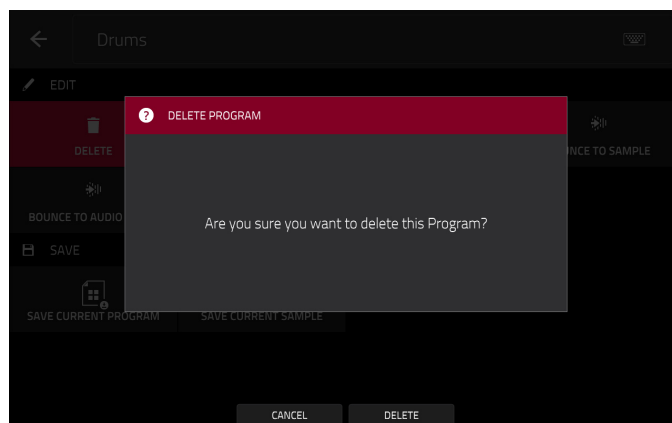 Drums
EDIT
DELETE PROGRAM
DELETE
NCE TO SAMPLE
BOUNCE TO AUDIO
Are you sure you want to delete this Program?
SAVE
SAVE CURRENT PROGRAM
SAVE CURRENT SAMPLE
CANCEL
DELETE